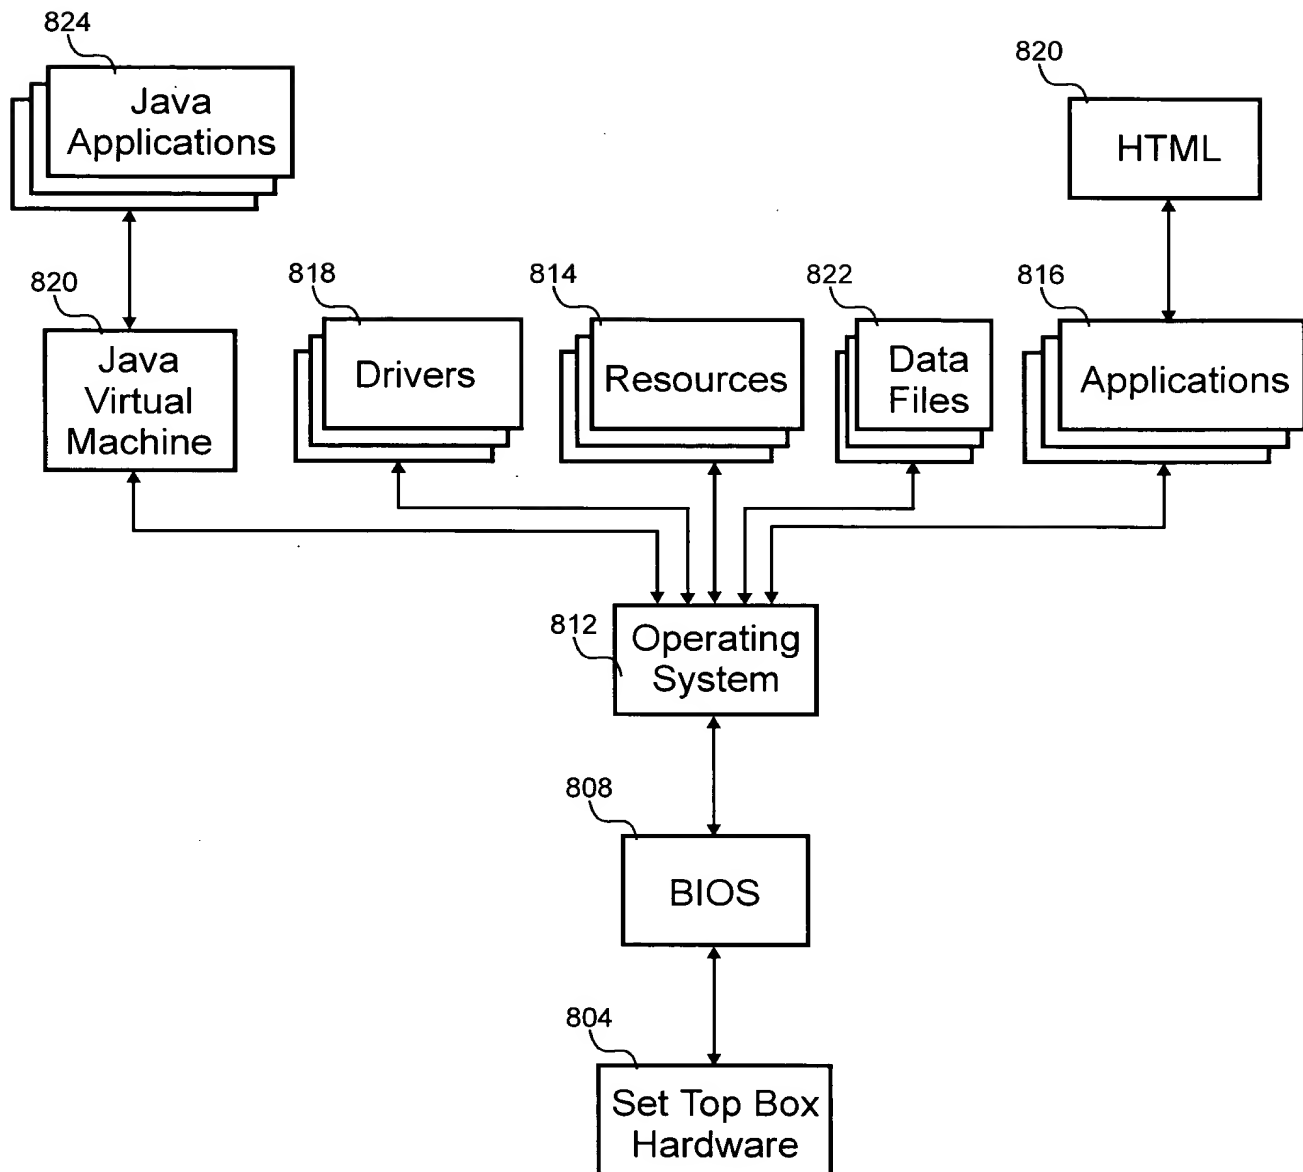 824
Java
Applications
820
HTML
820
Java
Virtual
Machine
818
Drivers
814
Resources
822
Data
Files
816
Applications
812
Operating
System
808
BIOS
804
Set Top Box
Hardware